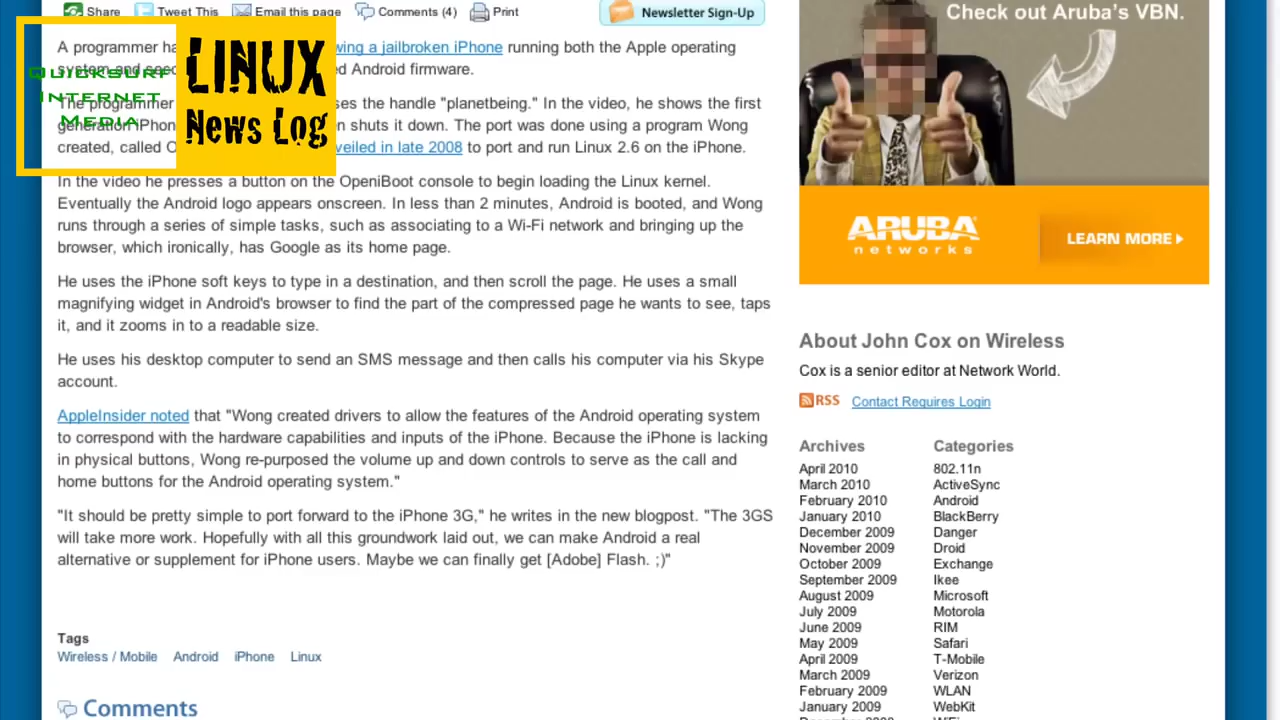 Share Tweet This Email this page Comments (4) Print
Newsletter Sign-Up
QuickSurf
Internet
Media
LINUX
News Log
A programmer ha wing a jailbroken iPhone running both the Apple operating
system and sec ed Android firmware.
The programmer ses the handle "planetbeing." In the video, he shows the first
generation iPhon n shuts it down. The port was done using a program Wong
created, called O veiled in late 2008 to port and run Linux 2.6 on the iPhone.
In the video he presses a button on the OpeniBoot console to begin loading the Linux kernel.
Eventually the Android logo appears onscreen. In less than 2 minutes, Android is booted, and Wong
runs through a series of simple tasks, such as associating to a Wi-Fi network and bringing up the
browser, which ironically, has Google as its home page.
He uses the iPhone soft keys to type in a destination, and then scroll the page. He uses a small
magnifying widget in Android's browser to find the part of the compressed page he wants to see, taps
it, and it zooms in to a readable size.
He uses his desktop computer to send an SMS message and then calls his computer via his Skype
account.
AppleInsider noted that "Wong created drivers to allow the features of the Android operating system
to correspond with the hardware capabilities and inputs of the iPhone. Because the iPhone is lacking
in physical buttons, Wong re-purposed the volume up and down controls to serve as the call and
home buttons for the Android operating system."
"It should be pretty simple to port forward to the iPhone 3G," he writes in the new blogpost. "The 3GS
will take more work. Hopefully with all this groundwork laid out, we can make Android a real
alternative or supplement for iPhone users. Maybe we can finally get [Adobe] Flash. ;)"
Tags
Wireless / Mobile Android iPhone Linux
Comments
Check out Aruba's VBN.
ARUBA
networks
LEARN MORE
About John Cox on Wireless
Cox is a senior editor at Network World.
RSS Contact Requires Login
Archives Categories
April 2010 802.11n
March 2010 ActiveSync
February 2010 Android
January 2010 BlackBerry
December 2009 Danger
November 2009 Droid
October 2009 Exchange
September 2009 Ikee
August 2009 Microsoft
July 2009 Motorola
June 2009 RIM
May 2009 Safari
April 2009 T-Mobile
March 2009 Verizon
February 2009 WLAN
January 2009 WebKit